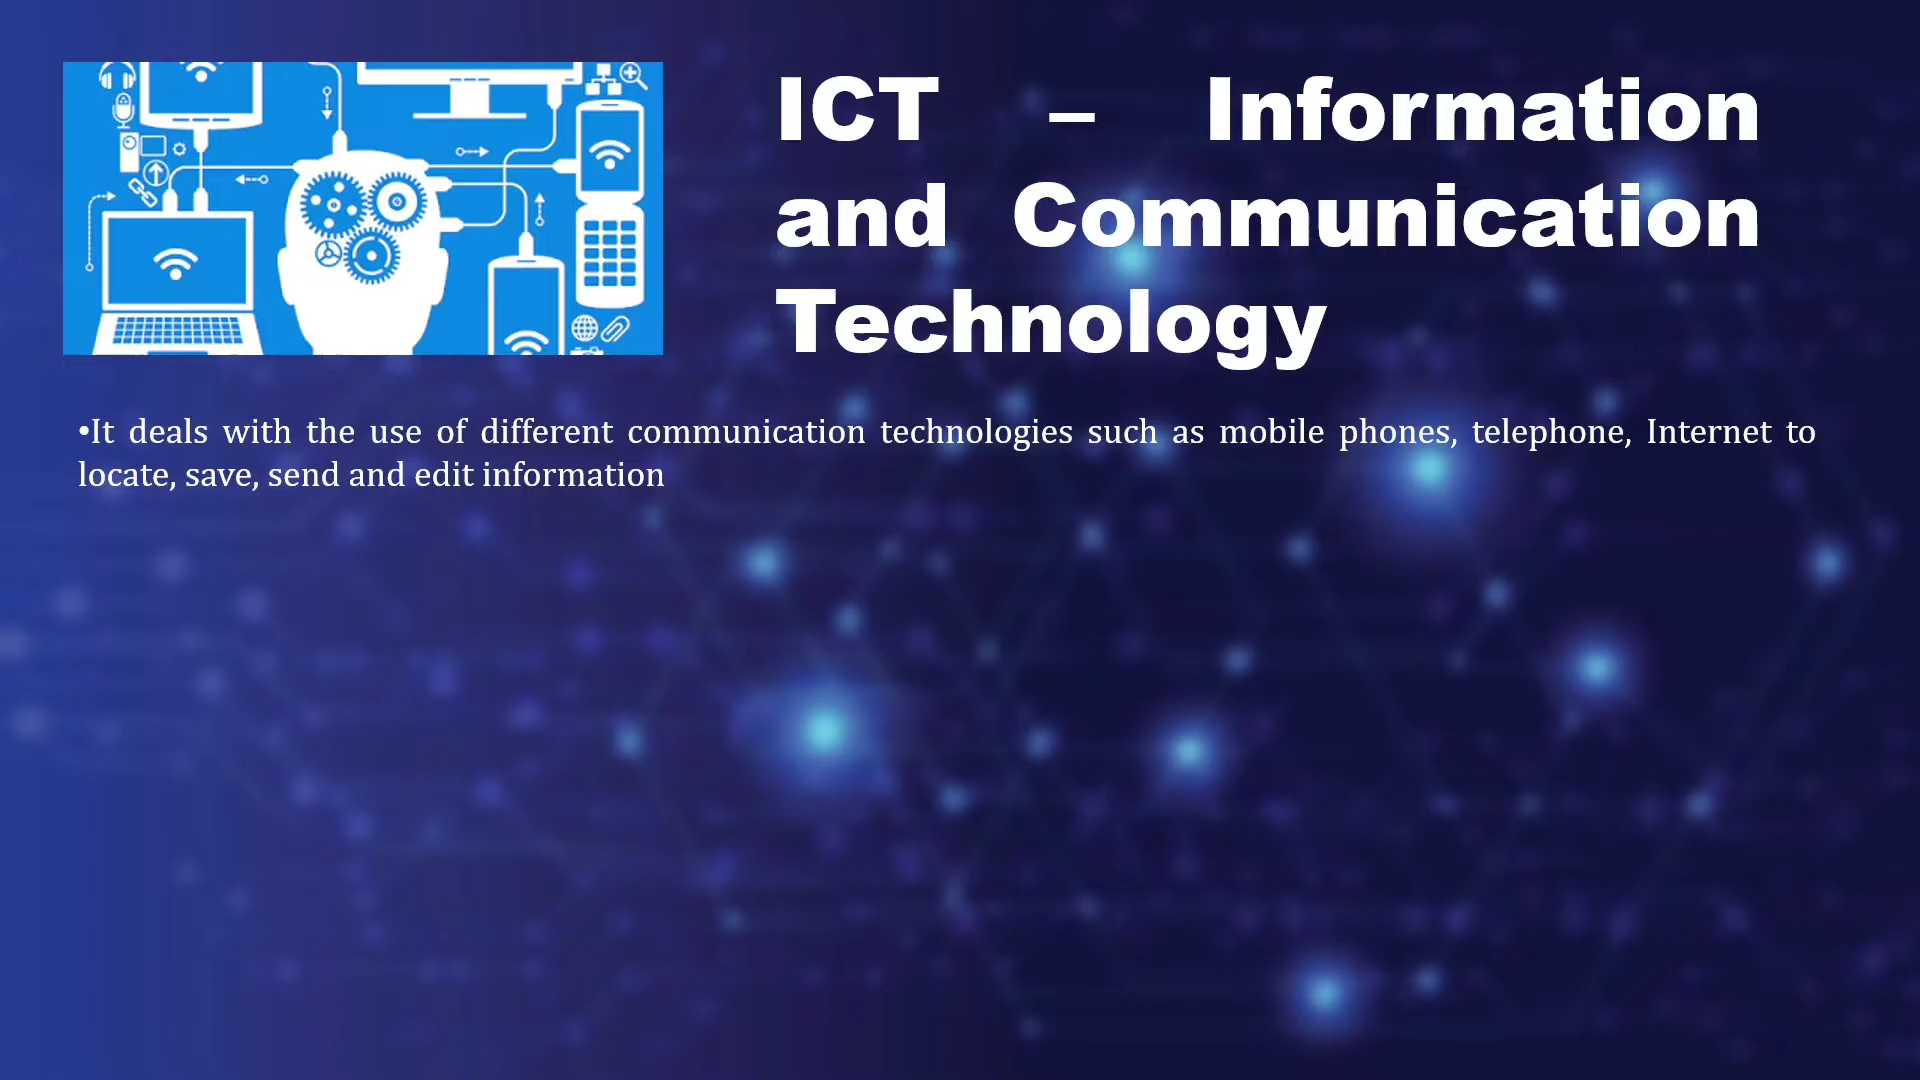 ICT – Information
and Communication
Technology
•It deals with the use of different communication technologies such as mobile phones, telephone, Internet to
locate, save, send and edit information